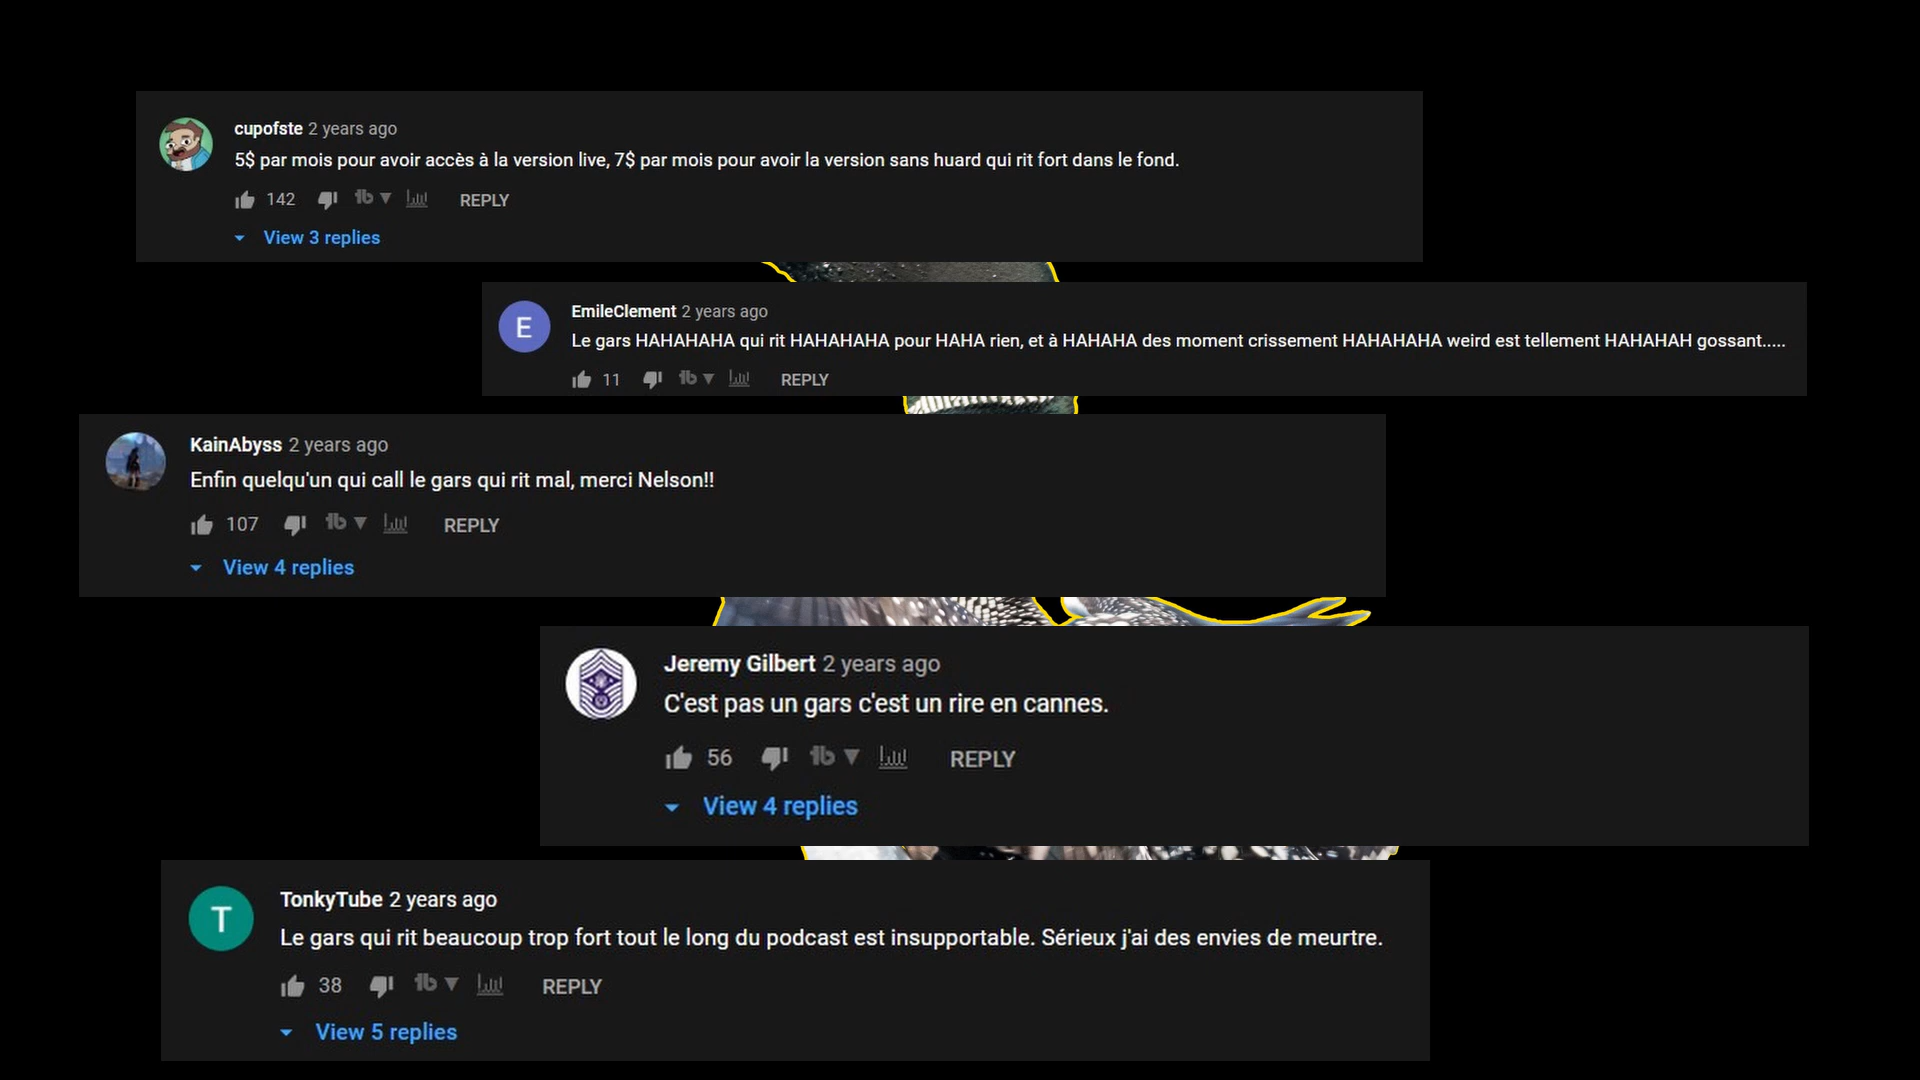 cupofste 2 years ago
5$ par mois pour avoir accès à la version live, 7$ par mois pour avoir la version sans huard qui rit fort dans le fond.
142 REPLY
View 3 replies
E
EmileClement 2 years ago
Le gars HAHAHAHA qui rit HAHAHAHA pour HAHA rien, et à HAHAHA des moment crissement HAHAHAHA weird est tellement HAHAHAH gossant.....
11 REPLY
KainAbyss 2 years ago
Enfin quelqu'un qui call le gars qui rit mal, merci Nelson!!
107 REPLY
View 4 replies
Jeremy Gilbert 2 years ago
C'est pas un gars c'est un rire en cannes.
56 REPLY
View 4 replies
T
TonkyTube 2 years ago
Le gars qui rit beaucoup trop fort tout le long du podcast est insupportable. Sérieux j'ai des envies de meurtre.
38 REPLY
View 5 replies